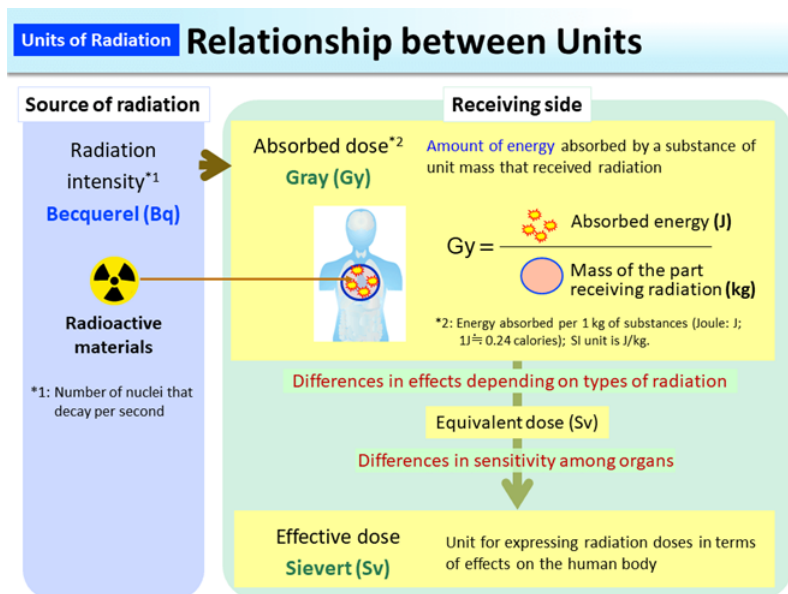 Units of Radiation
Relationship between Units
Source of radiation
Radiation
intensity*1
Becquerel (Bq)
Radioactive
materials
*1: Number of nuclei that
decay per second
Receiving side
Absorbed dose*2
Gray (Gy)
Amount of energy absorbed by a substance of
unit mass that received radiation
Gy =
Absorbed energy (J)
Mass of the part
receiving radiation (kg)
*2: Energy absorbed per 1 kg of substances (Joule: J;
1J≒0.24 calories); SI unit is J/kg.
Differences in effects depending on types of radiation
Equivalent dose (Sv)
Differences in sensitivity among organs
Effective dose
Sievert (Sv)
Unit for expressing radiation doses in terms
of effects on the human body